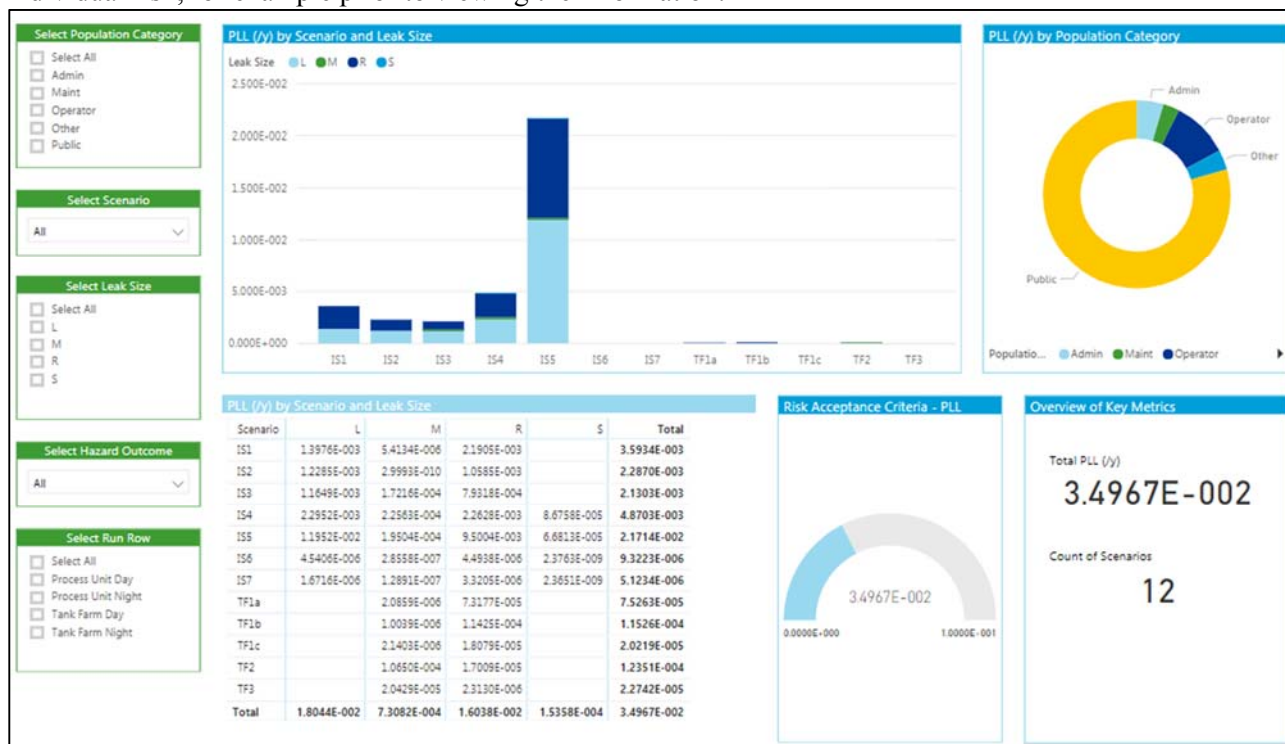 Select Population Category
Select All
Admin
Maint
Operator
Other
Public
Select Scenario
All
Select Leak Size
Select All
L
M
R
S
Select Hazard Outcome
All
Select Run Row
Select All
Process Unit Day
Process Unit Night
Tank Farm Day
Tank Farm Night
PLL (/y) by Scenario and Leak Size
Leak Size L M R S
2.500E-002
2.000E-002
1.500E-002
1.000E-002
5.000E-003
0.000E+000
IS1 IS2 IS3 IS4 IS5 IS6 IS7 TF1a TF1b TF1c TF2 TF3
PLL (/y) by Population Category
Admin
Operator
Other
Public
Populatio... Admin Maint Operator
PLL (/y) by Scenario and Leak Size
Scenario L M R S Total
IS1 1.3976E-003 5.4134E-006 2.1905E-003 3.5934E-003
IS2 1.2285E-003 2.9993E-010 1.0585E-003 2.2870E-003
IS3 1.1649E-003 1.7216E-004 7.9318E-004 2.1303E-003
IS4 2.2952E-003 2.2563E-004 2.2628E-003 8.6758E-005 4.8703E-003
IS5 1.1952E-002 1.9504E-004 9.5004E-003 6.6813E-005 2.1714E-002
IS6 4.5406E-006 2.8558E-007 4.4938E-006 2.3763E-009 9.3223E-006
IS7 1.6716E-006 1.2891E-007 3.3205E-006 2.3651E-009 5.1234E-006
TF1a 2.0859E-006 7.3177E-005 7.5263E-005
TF1b 1.0039E-006 1.1425E-004 1.1526E-004
TF1c 2.1403E-006 1.8079E-005 2.0219E-005
TF2 1.0650E-004 1.7009E-005 1.2351E-004
TF3 2.0429E-005 2.3130E-006 2.2742E-005
Total 1.8044E-002 7.3082E-004 1.6038E-002 1.5358E-004 3.4967E-002
Risk Acceptance Criteria - PLL
3.4967E-002
0.0000E+000 1.0000E-001
Overview of Key Metrics
Total PLL (/y)
3.4967E-002
Count of Scenarios
12